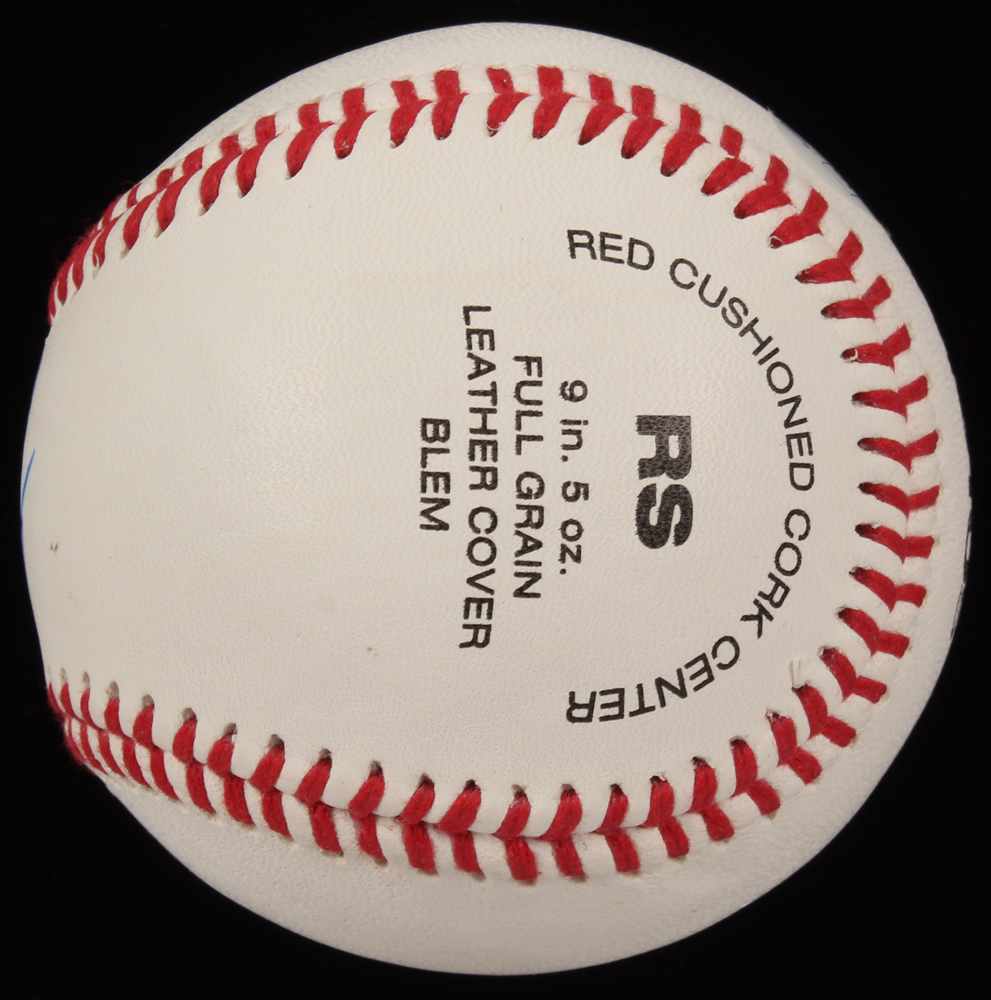 RED CUSHIONED CORK CENTER
RS
9 in. 5 oz.
FULL GRAIN
LEATHER COVER
BLEM